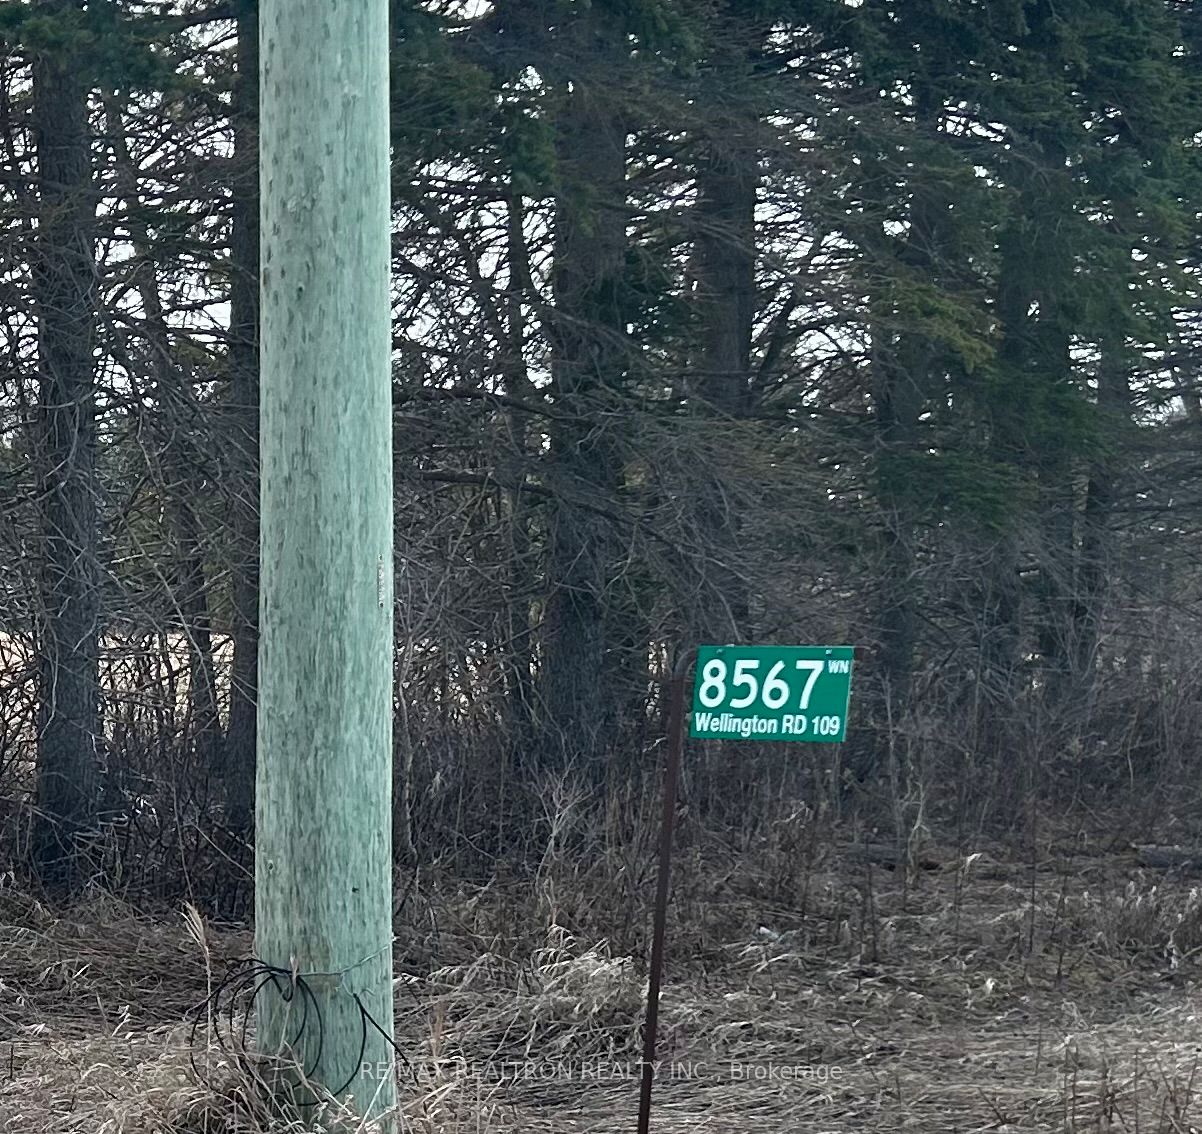 8567 WN
Wellington RD 109
RE/MAX REALTRON REALTY INC., Brokerage